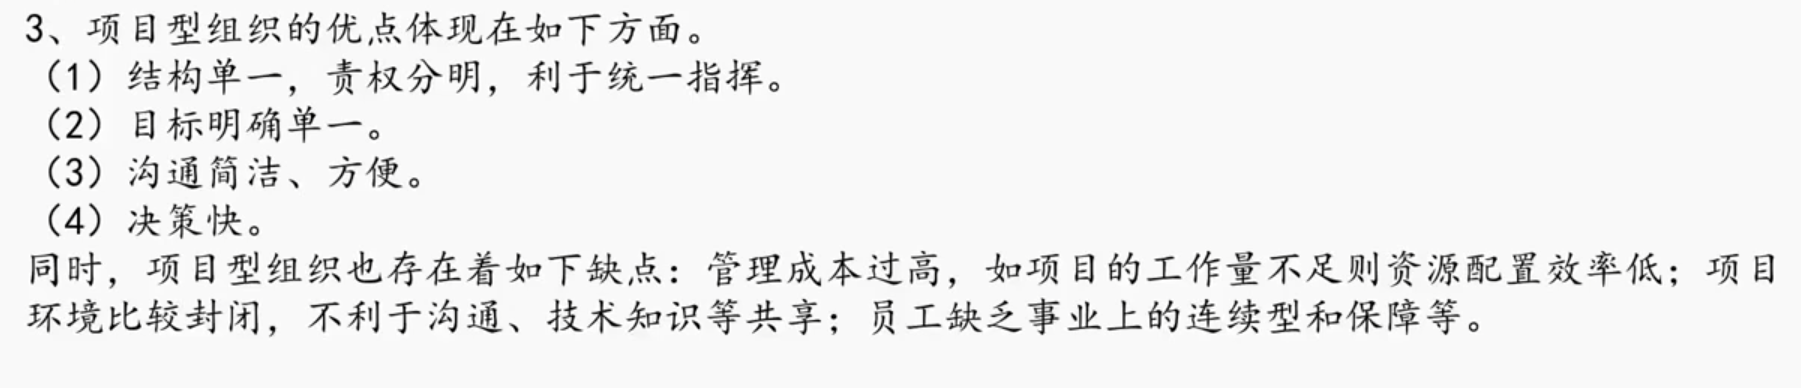 3、项目型组织的优点体现在如下方面。
（1）结构单一，责权分明，利于统一指挥。
（2）目标明确单一。
（3）沟通简洁、方便。
（4）决策快。
同时，项目型组织也存在着如下缺点：管理成本过高，如项目的工作量不足则资源配置效率低；项目
环境比较封闭，不利于沟通、技术知识等共享；员工缺乏事业上的连续型和保障等。